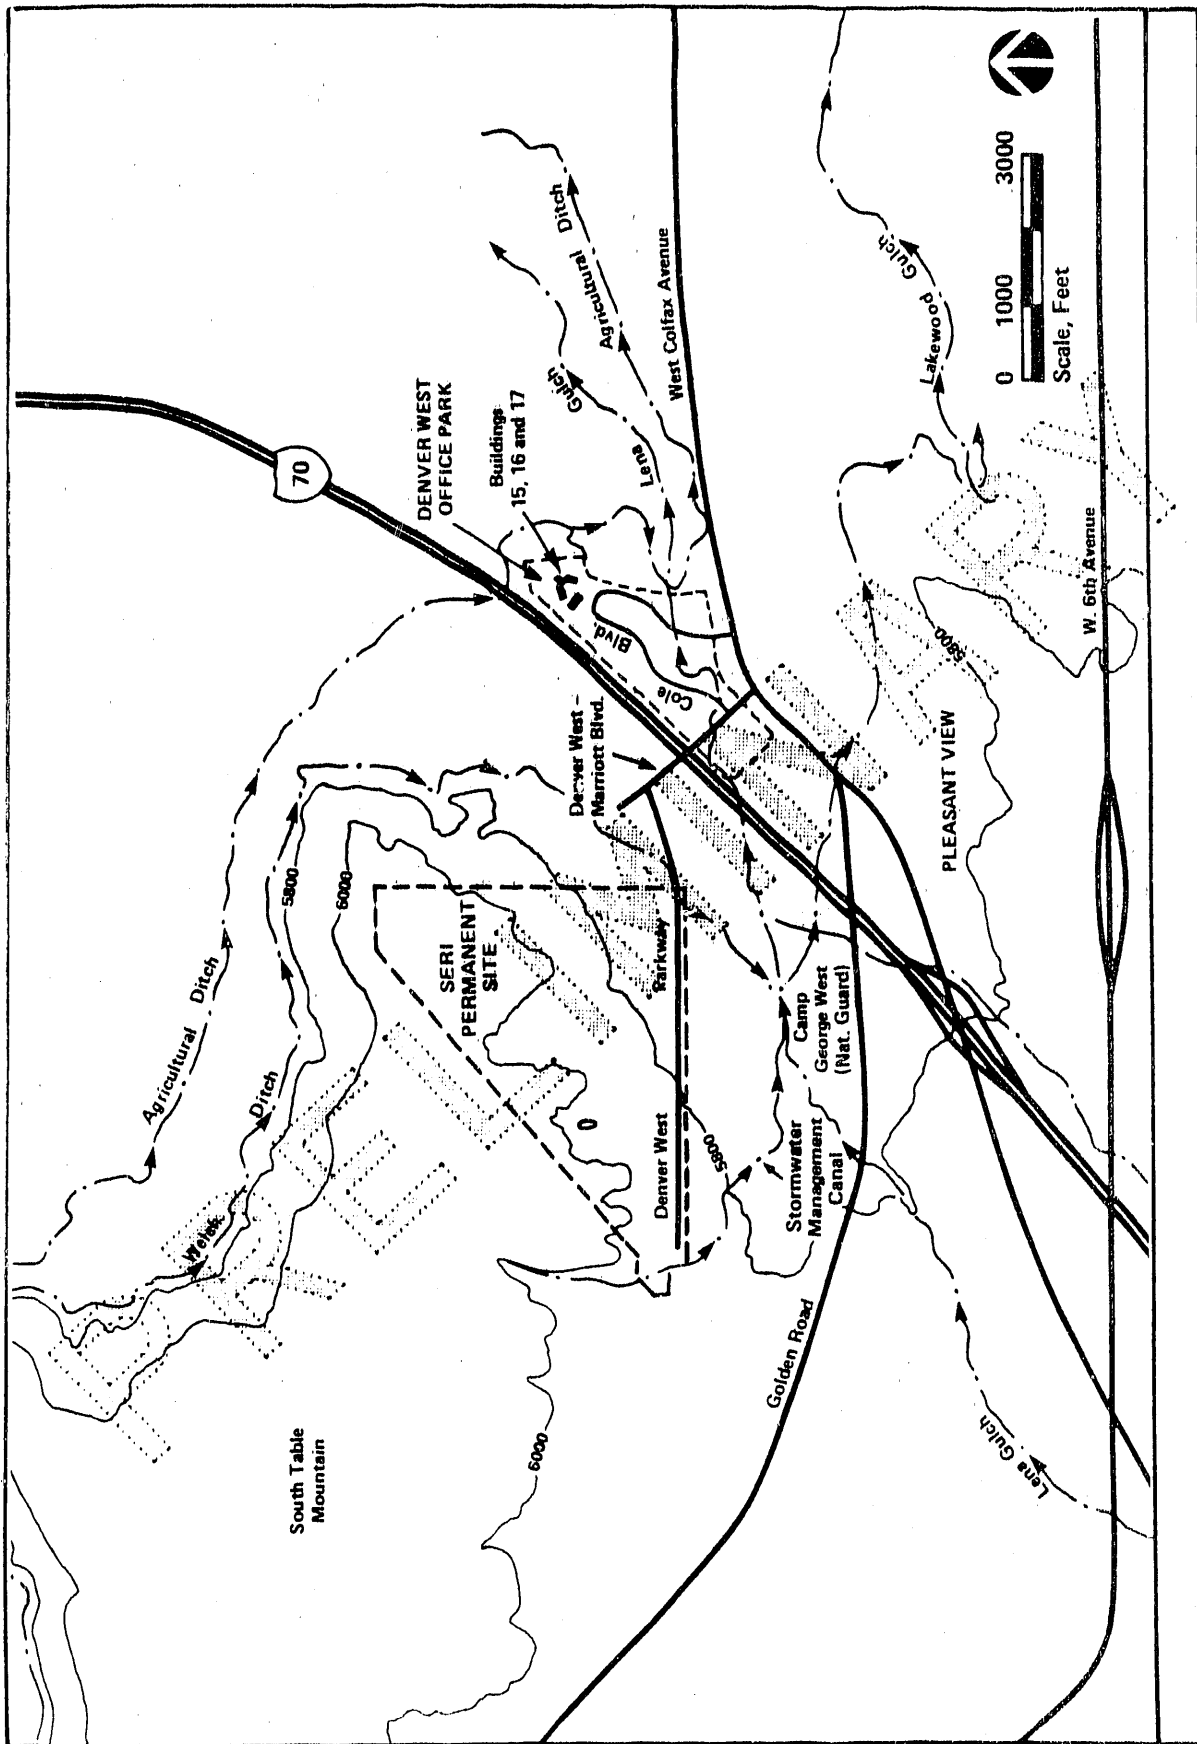 South Table
Mountain
Agricultural Ditch
Welsh
Ditch
5800
6000
70
SERI
PERMANENT
SITE
DENVER WEST
OFFICE PARK
Buildings
15, 16 and 17
6000
0
Denver West
Parkway
Denver West -
Marriott Blvd.
Cole
Blvd.
Lena
Gulch
Agricultural
Ditch
West Colfax Avenue
5800
Stormwater
Management
Canal
Camp
George West
(Nat. Guard)
Golden Road
Lena Gulch
PLEASANT VIEW
5800
Lakewood
Gulch
W. 6th Avenue
0
1000
3000
Scale, Feet